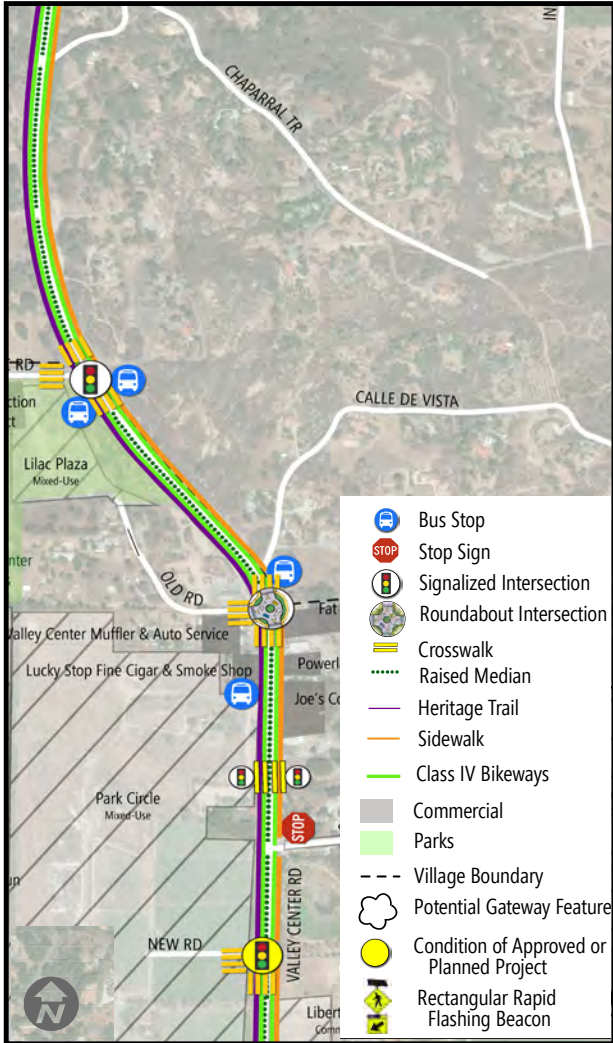 IN
CHAPARRAL TR
RD
CALLE DE VISTA
Lilac Plaza
Mixed-Use
OLD RD
Fat
Valley Center Muffler & Auto Service
Lucky Stop Fine Cigar & Smoke Shop
Powerl
Joe's Co
Park Circle
Mixed-Use
STOP
NEW RD
VALLEY CENTER RD
Libert
Comm
N
Bus Stop
STOP
Stop Sign
Signalized Intersection
Roundabout Intersection
Crosswalk
Raised Median
Heritage Trail
Sidewalk
Class IV Bikeways
Commercial
Parks
Village Boundary
Potential Gateway Feature
Condition of Approved or
Planned Project
Rectangular Rapid
Flashing Beacon